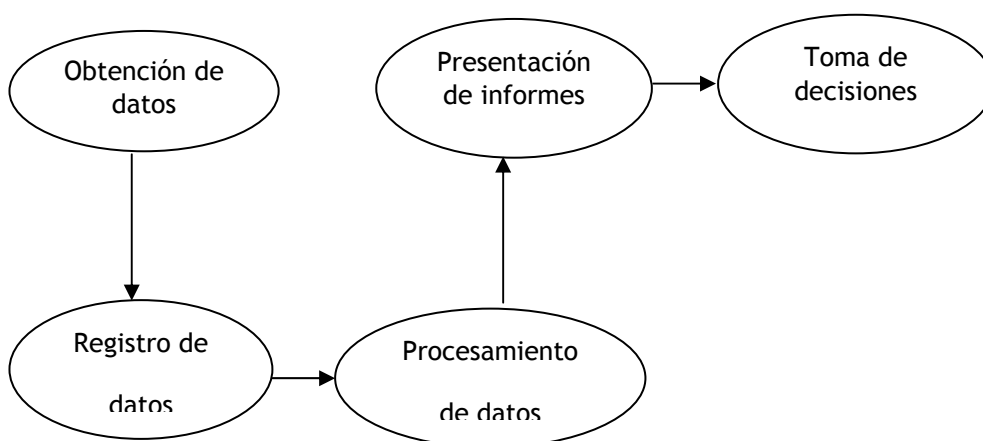 Obtención de
datos
Registro de
datos
Procesamiento
de datos
Presentación
de informes
Toma de
decisiones